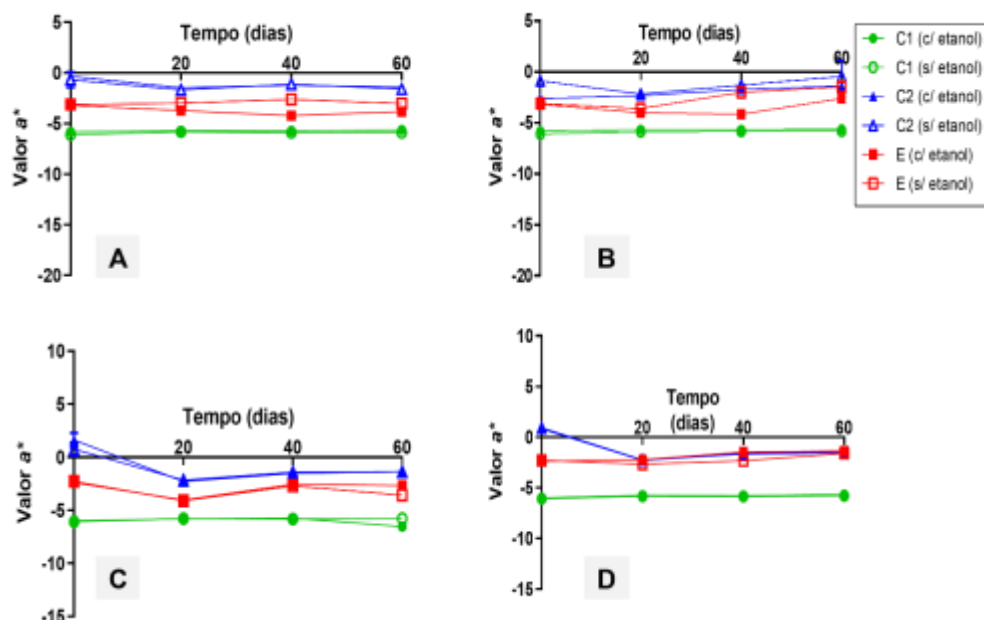 5
Tempo (dias)
0
20
40
60
-5
-10
-15
-20
Valor a*
A
5
Tempo (dias)
0
20
40
60
-5
-10
-15
-20
Valor a*
B
C1 (c/ etanol)
C1 (s/ etanol)
C2 (c/ etanol)
C2 (s/ etanol)
E (c/ etanol)
E (s/ etanol)
10
5
Tempo (dias)
0
20
40
60
-5
-10
-15
Valor a*
C
10
5
Tempo
(dias)
0
20
40
60
-5
-10
-15
Valor a*
D